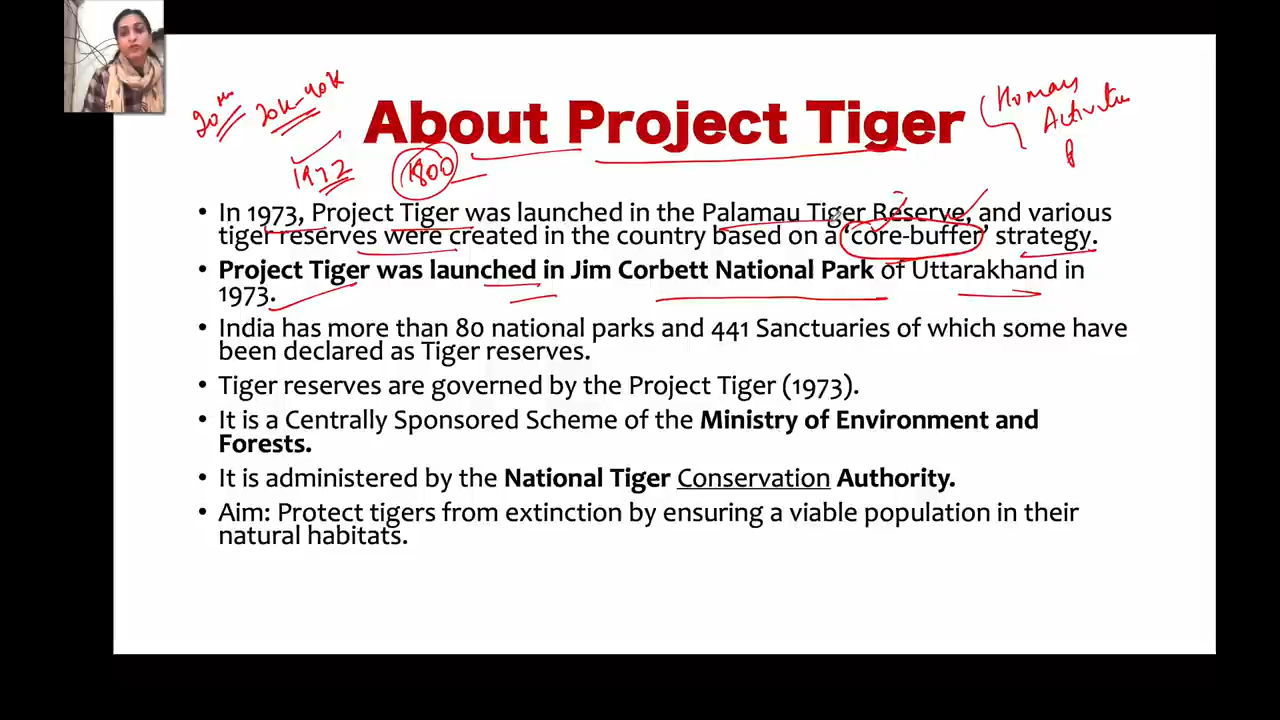 20th 20K-40K
About Project Tiger
Human
Activities
1972 1800
• In 1973, Project Tiger was launched in the Palamau Tiger Reserve, and various
tiger reserves were created in the country based on a ‘core-buffer’ strategy.
• Project Tiger was launched in Jim Corbett National Park of Uttarakhand in
1973.
• India has more than 80 national parks and 441 Sanctuaries of which some have
been declared as Tiger reserves.
• Tiger reserves are governed by the Project Tiger (1973).
• It is a Centrally Sponsored Scheme of the Ministry of Environment and
Forests.
• It is administered by the National Tiger Conservation Authority.
• Aim: Protect tigers from extinction by ensuring a viable population in their
natural habitats.